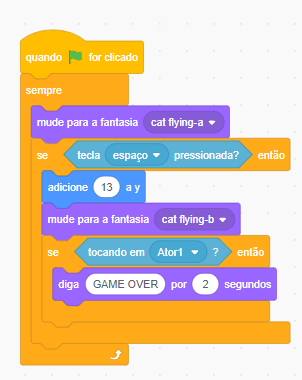 quando for clicado
sempre
mude para a fantasia cat flying-a
se tecla espaço pressionada? então
adicione 13 a y
mude para a fantasia cat flying-b
se tocando em Ator1 ? então
diga GAME OVER por 2 segundos